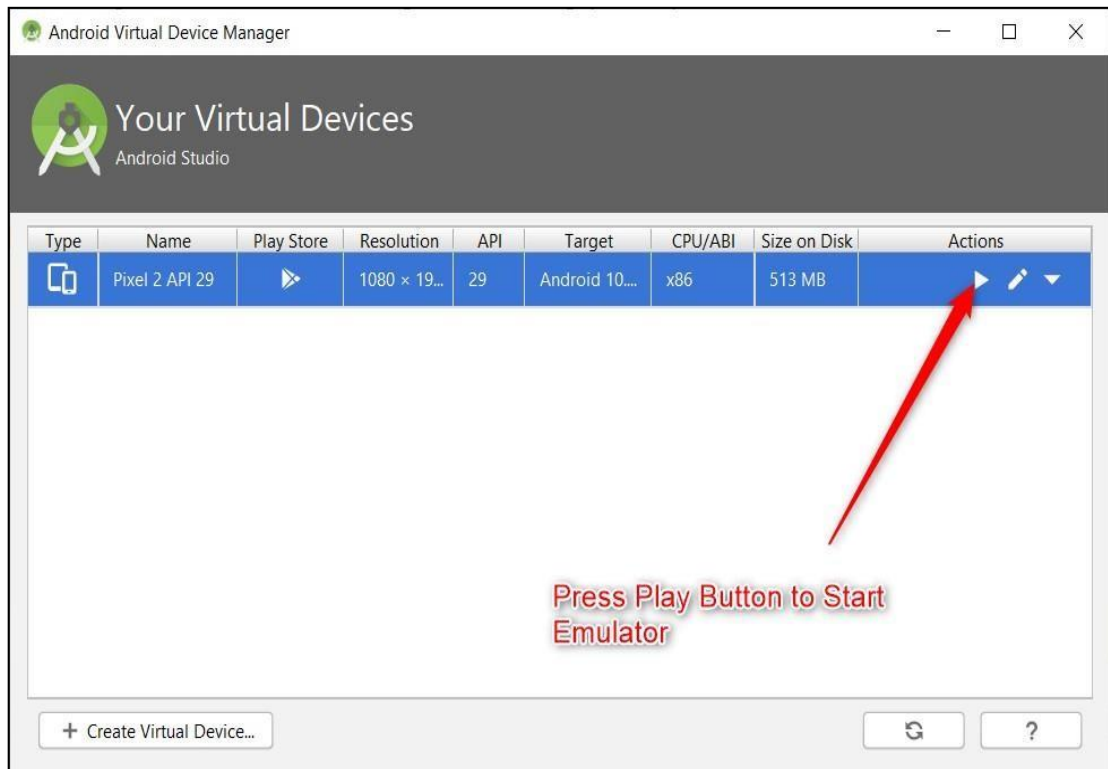 Android Virtual Device Manager
Your Virtual Devices
Android Studio
Type Name Play Store Resolution API Target CPU/ABI Size on Disk Actions
Pixel 2 API 29 1080 × 19... 29 Android 10.... x86 513 MB
Press Play Button to Start
Emulator
+ Create Virtual Device... ?